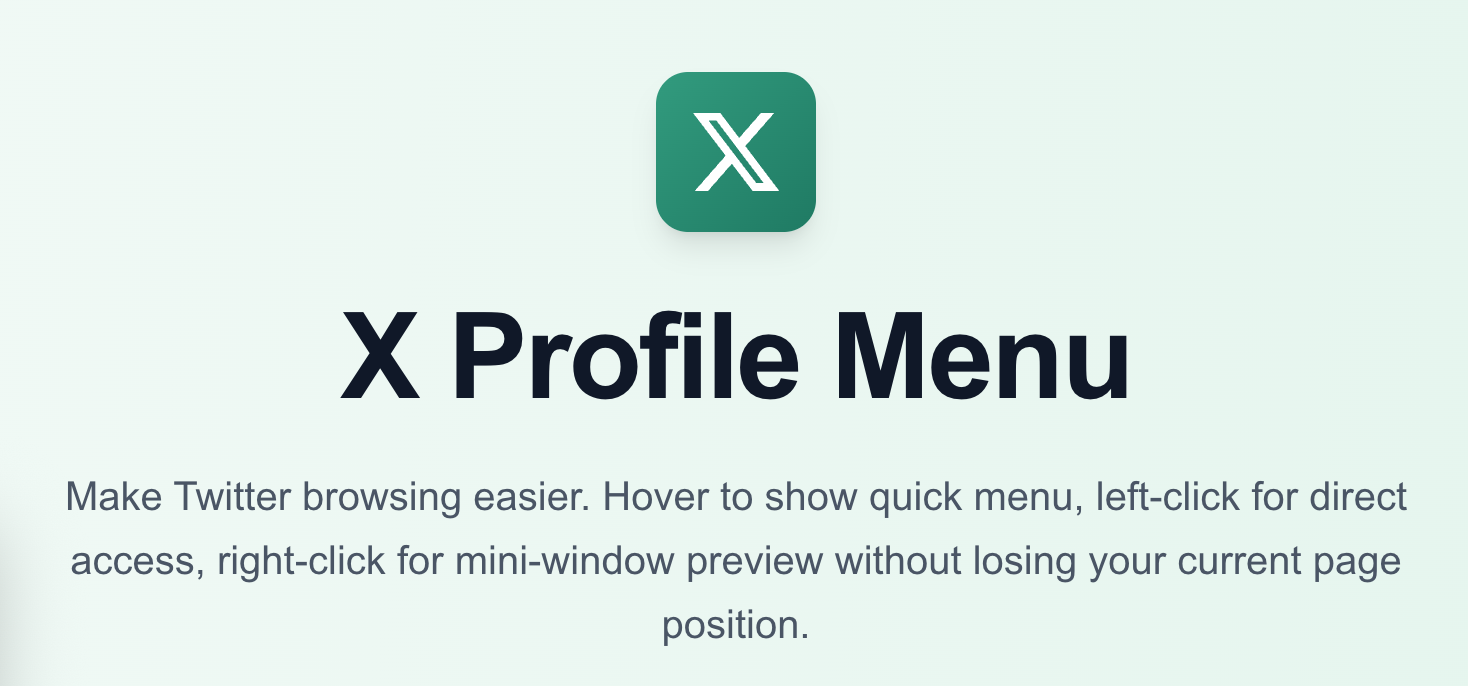 X Profile Menu
Make Twitter browsing easier. Hover to show quick menu, left-click for direct
access, right-click for mini-window preview without losing your current page
position.